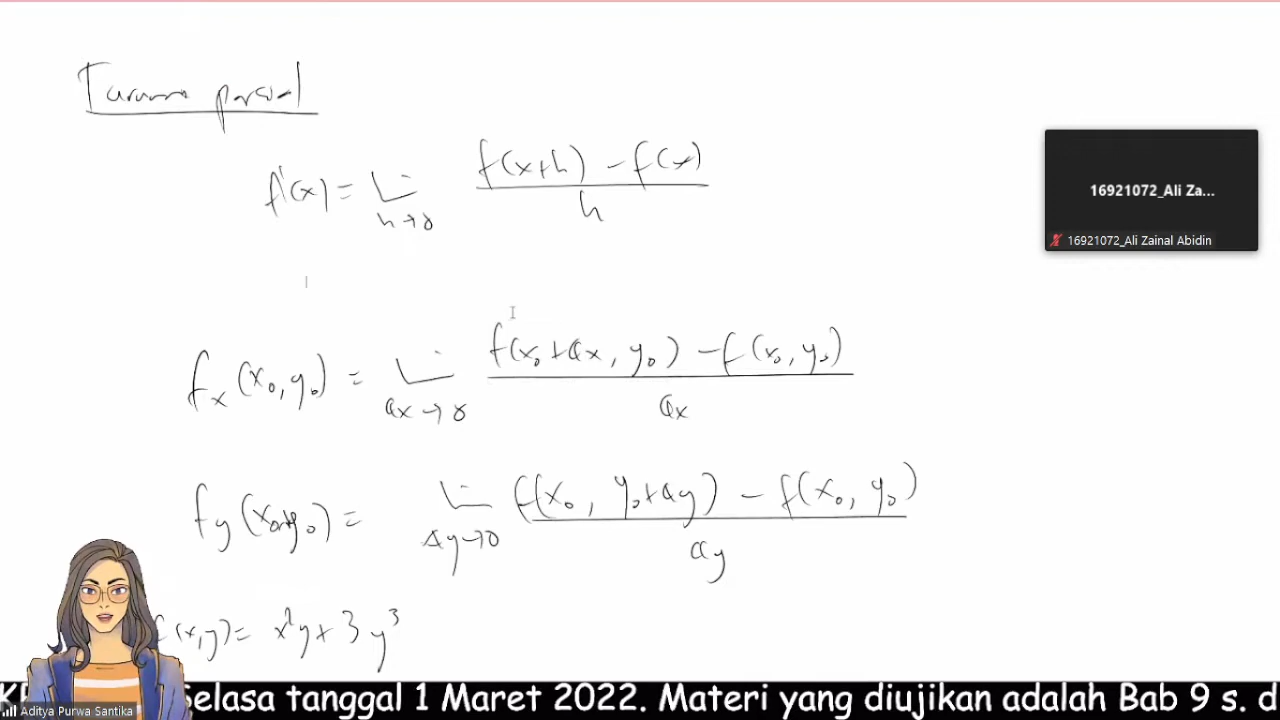 Turunan parsial
f'(x) = lim h→0 f(x+h) - f(x) / h
16921072_Ali Za...
16921072_Ali Zainal Abidin
fx (x0, y0) = lim Δx→0 f(x0+Δx, y0) - f(x0, y0) / Δx
fy (x0, y0) = lim Δy→0 f(x0, y0+Δy) - f(x0, y0) / Δy
(x,y) = x²y + 3y³
Selasa tanggal 1 Maret 2022. Materi yang diujikan adalah Bab 9 s. d
Aditya Purwa Santika